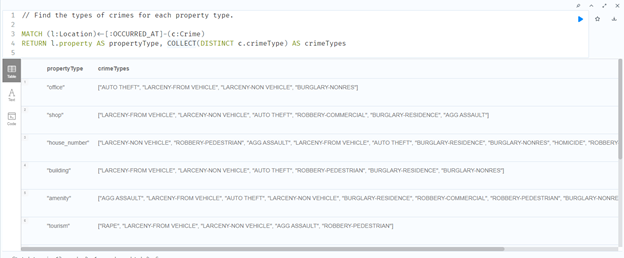 1 // Find the types of crimes for each property type.
2
3 MATCH (l:Location)<-[:OCCURRED_AT]-(c:Crime)
4 RETURN l.property AS propertyType, COLLECT(DISTINCT c.crimeType) AS crimeTypes
5
Table
Text
Code
propertyType crimeTypes
"office" ["AUTO THEFT", "LARCENY-FROM VEHICLE", "LARCENY-NON VEHICLE", "BURGLARY-NONRES"]
"shop" ["LARCENY-FROM VEHICLE", "LARCENY-NON VEHICLE", "AUTO THEFT", "ROBBERY-COMMERCIAL", "BURGLARY-RESIDENCE", "AGG ASSAULT"]
"house_number" ["LARCENY-NON VEHICLE", "ROBBERY-PEDESTRIAN", "AGG ASSAULT", "LARCENY-FROM VEHICLE", "AUTO THEFT", "BURGLARY-RESIDENCE", "BURGLARY-NONRES", "HOMICIDE", "ROBBERY
"building" ["LARCENY-FROM VEHICLE", "LARCENY-NON VEHICLE", "AUTO THEFT", "ROBBERY-PEDESTRIAN", "BURGLARY-RESIDENCE", "BURGLARY-NONRES"]
"amenity" ["AGG ASSAULT", "LARCENY-FROM VEHICLE", "AUTO THEFT", "LARCENY-NON VEHICLE", "BURGLARY-RESIDENCE", "ROBBERY-COMMERCIAL", "ROBBERY-PEDESTRIAN", "BURGLARY-NONRE
"tourism" ["RAPE", "LARCENY-FROM VEHICLE", "LARCENY-NON VEHICLE", "AGG ASSAULT", "ROBBERY-PEDESTRIAN"]